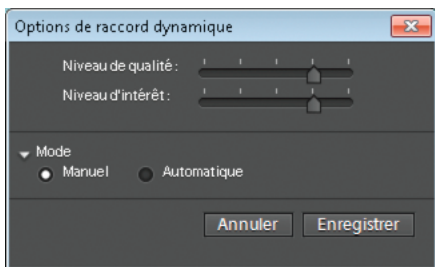 Options de raccord dynamique
Niveau de qualité :
Niveau d'intérêt :
Mode
Manuel Automatique
Annuler Enregistrer